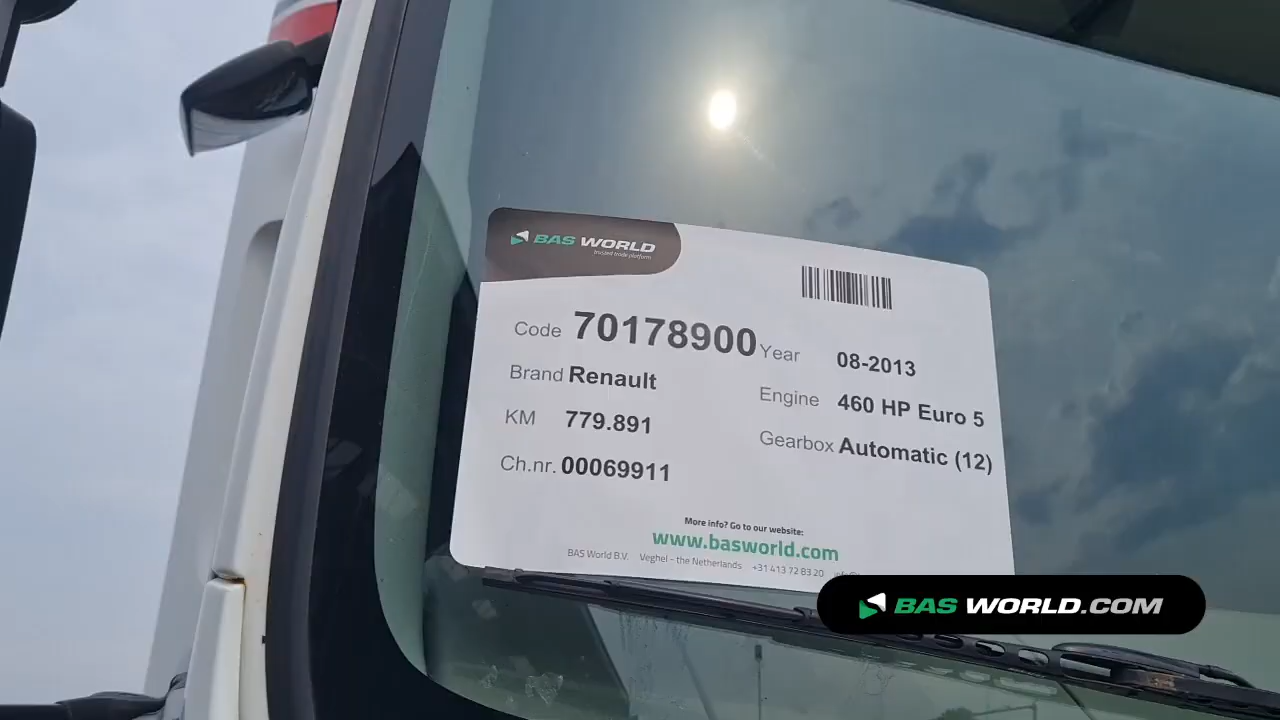 BAS WORLD
trusted trade platform
Code 70178900
Brand Renault
KM 779.891
Ch.nr. 00069911
Year 08-2013
Engine 460 HP Euro 5
Gearbox Automatic (12)
More info? Go to our website:
www.basworld.com
BAS World B.V. Veghel - the Netherlands +31 413 72 83 20
BAS WORLD.COM